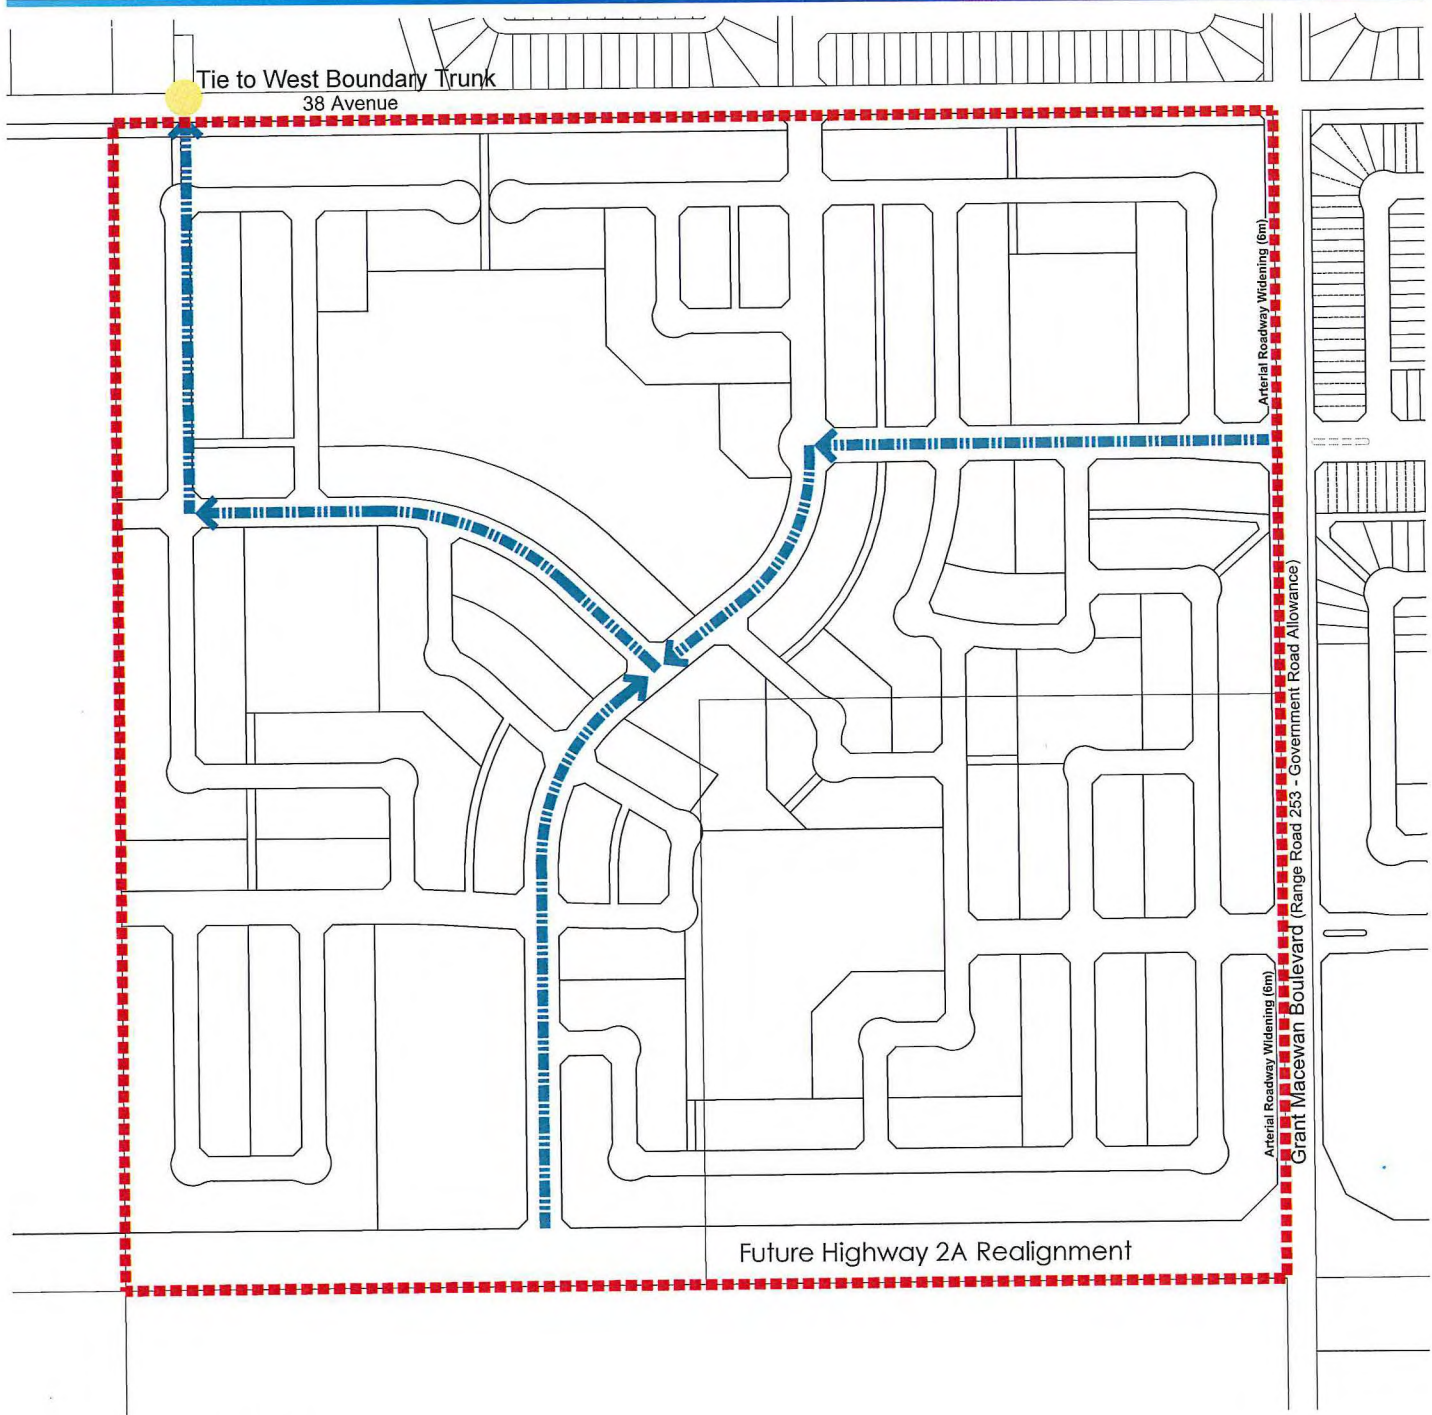 Tie to West Boundary Trunk
38 Avenue
Arterial Roadway Widening (6m)
Grant Macewan Boulevard (Range Road 253 - Government Road Allowance)
Arterial Roadway Widening (6m)
Future Highway 2A Realignment